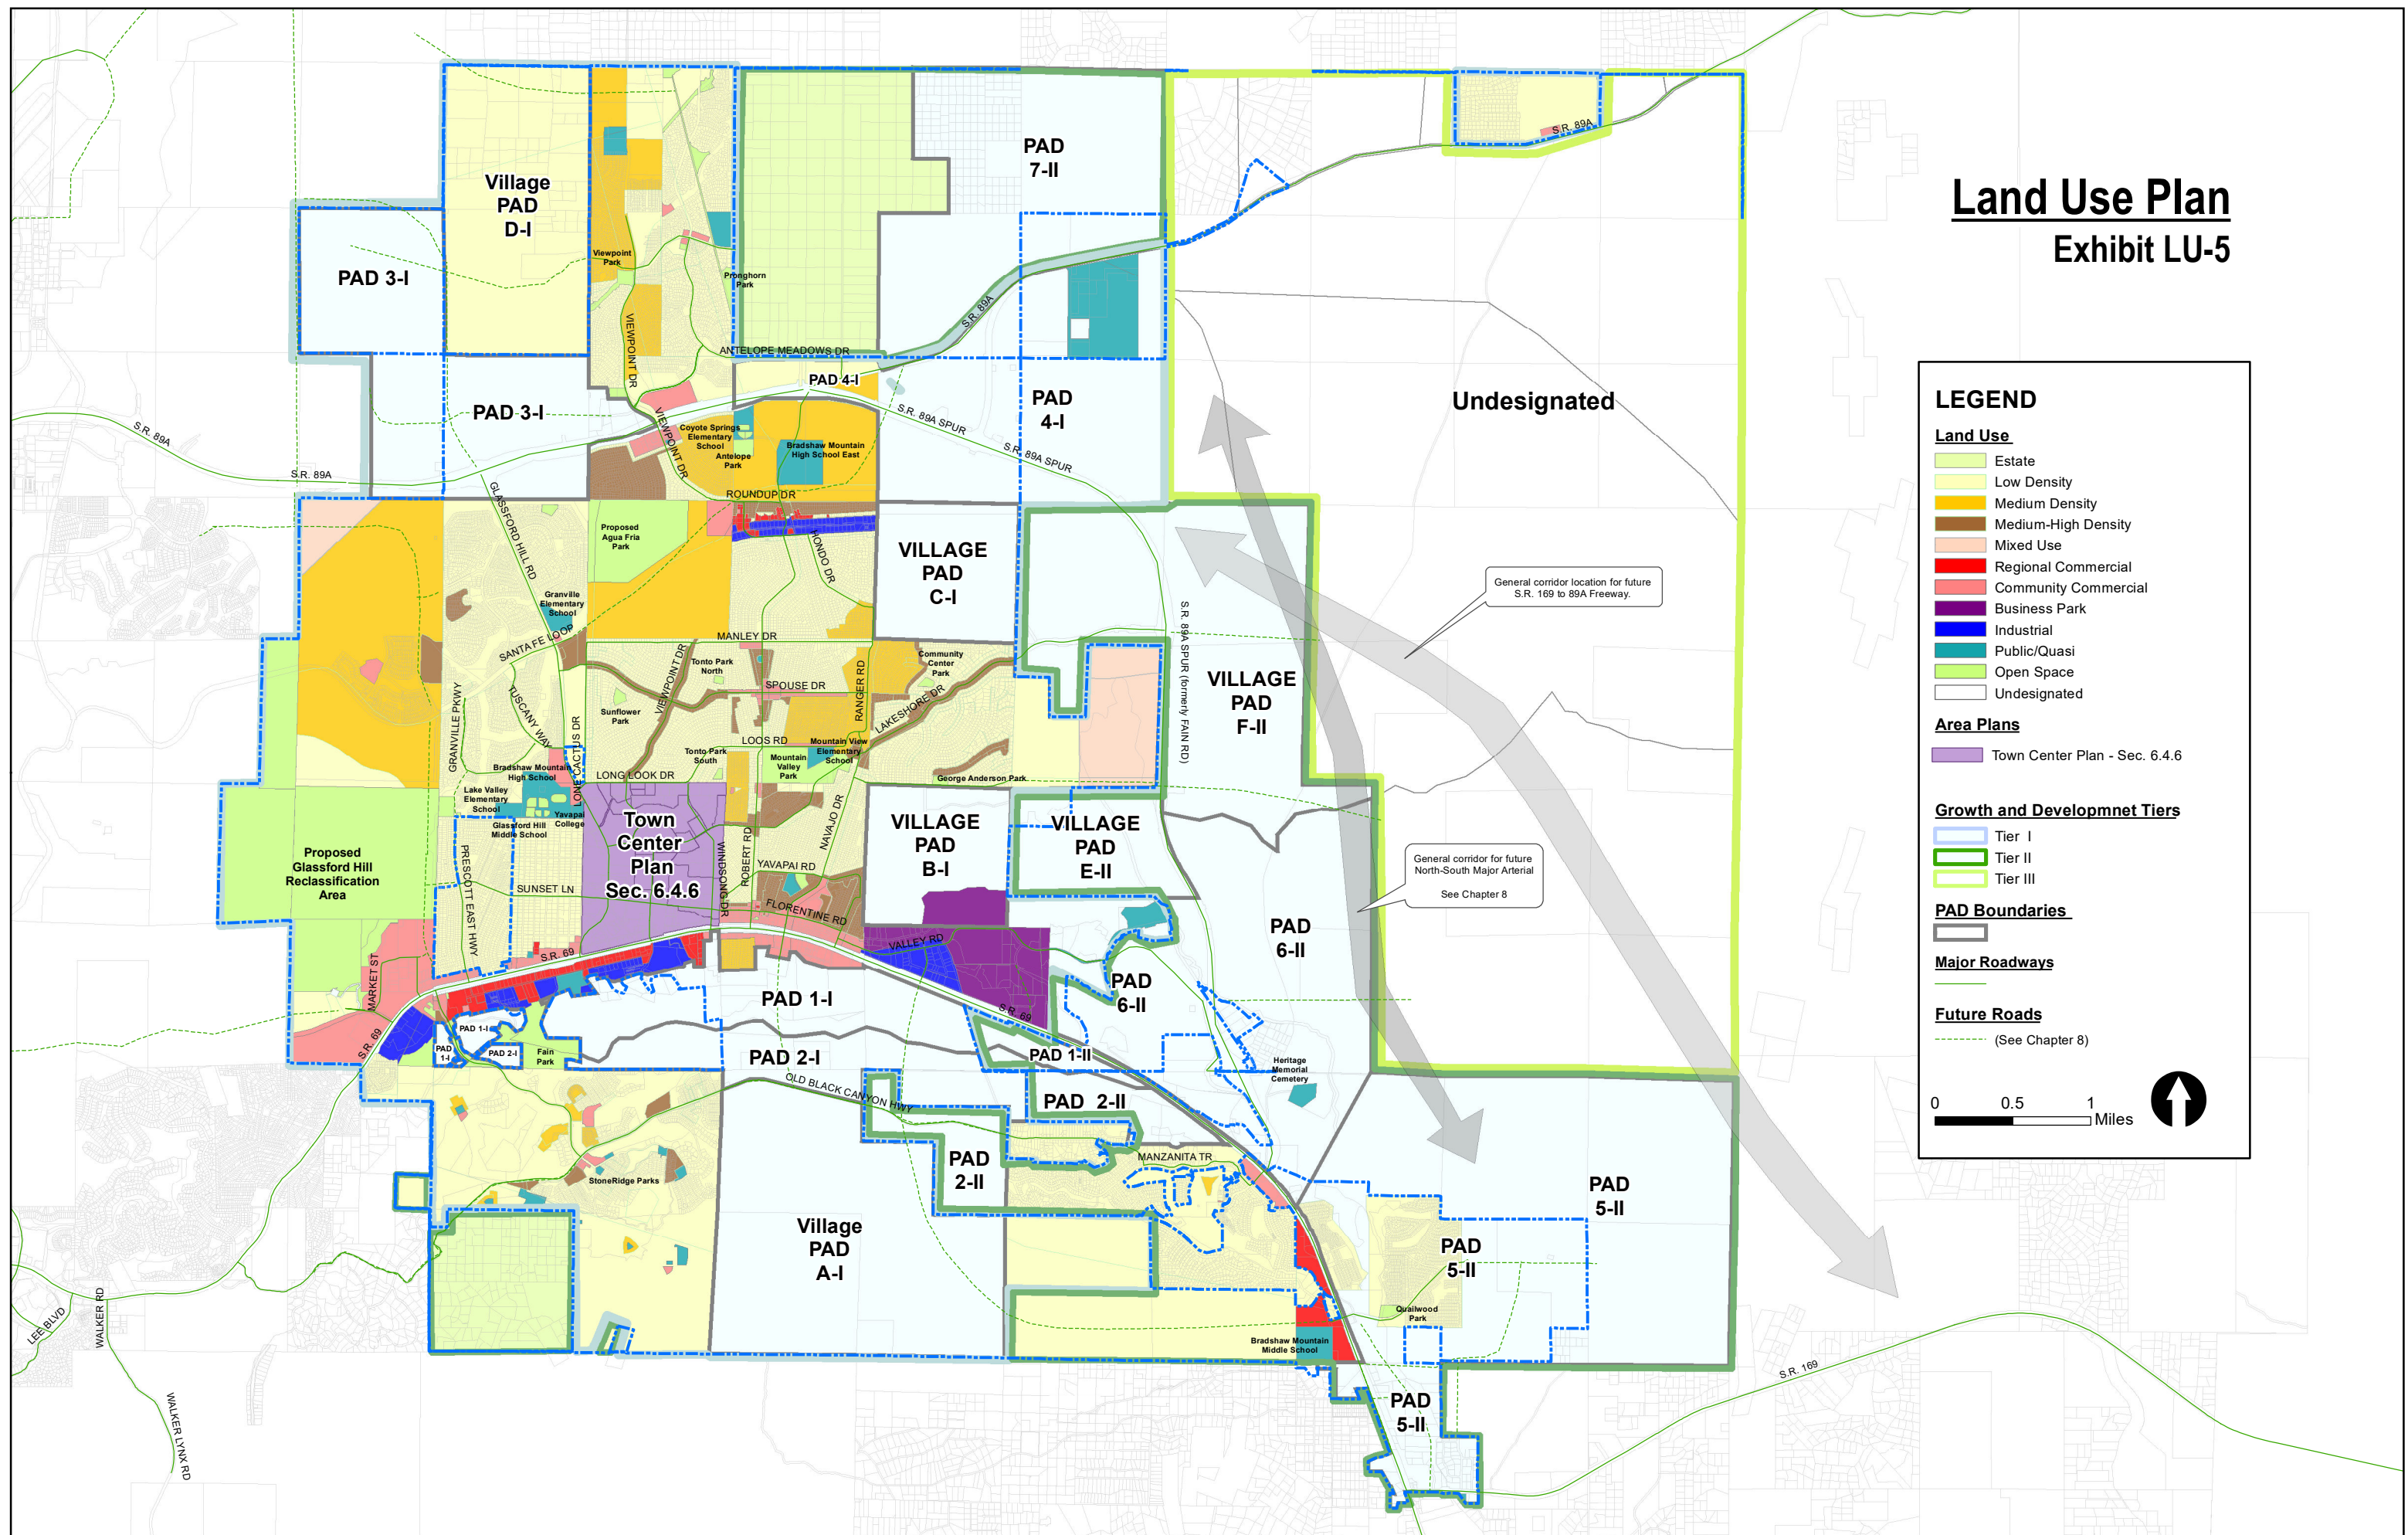 Land Use Plan
Exhibit LU-5
Village
PAD
D-I
PAD 3-I
PAD 3-I
PAD
7-II
Viewpoint
Park
Pronghorn
Park
VIEWPOINT DR
ANTELOPE MEADOWS DR
S.R. 89A
S.R. 89A
PAD 4-I
PAD
4-I
S.R. 89A SPUR
S.R. 89A SPUR
Undesignated
S.R. 89A
S.R. 89A
VIEWPOINT DR
Coyote Springs
Elementary
School
Antelope
Park
Bradshaw Mountain
High School East
ROUNDUP DR
GLASSFORD HILL RD
Proposed
Agua Fria
Park
HONDO DR
VILLAGE
PAD
C-I
General corridor location for future
S.R. 169 to 89A Freeway.
Granville
Elementary
School
SANTA FE LOOP
MANLEY DR
Tonto Park
North
Community
Center
Park
SPOUSE DR
VIEWPOINT DR
RANGER RD
LAKESHORE DR
Sunflower
Park
TUSCANY WAY
GRANVILLE PKWY
LONE CACTUS DR
S.R. 89A SPUR (formerly FAIN RD)
VILLAGE
PAD
F-II
LOOS RD
Tonto Park
South
Mountain
Valley
Park
Mountain View
Elementary
School
LONG LOOK DR
George Anderson Park
Bradshaw Mountain
High School
Lake Valley
Elementary
School
Yavapai
College
Glassford Hill
Middle School
Town
Center
Plan
Sec. 6.4.6
NAVAJO DR
ROBERT RD
WINDSONG DR
YAVAPAI RD
VILLAGE
PAD
B-I
VILLAGE
PAD
E-II
General corridor for future
North-South Major Arterial
See Chapter 8
Proposed
Glassford Hill
Reclassification
Area
PRESCOTT EAST HWY
SUNSET LN
FLORENTINE RD
VALLEY RD
PAD
6-II
PAD
6-II
MARKET ST
S.R. 69
S.R. 69
S.R. 69
PAD 1-I
PAD 1-I
PAD
1-I
PAD 2-I
Fain
Park
PAD 2-I
PAD 1-II
Heritage
Memorial
Cemetery
OLD BLACK CANYON HWY
PAD 2-II
PAD
2-II
MANZANITA TR
StoneRidge Parks
Village
PAD
A-I
PAD
5-II
PAD
5-II
Quailwood
Park
Bradshaw Mountain
Middle School
PAD
5-II
S.R. 169
LEE BLVD
WALKER RD
WALKER LYNX RD
LEGEND
Land Use
Estate
Low Density
Medium Density
Medium-High Density
Mixed Use
Regional Commercial
Community Commercial
Business Park
Industrial
Public/Quasi
Open Space
Undesignated
Area Plans
Town Center Plan - Sec. 6.4.6
Growth and Developmnet Tiers
Tier I
Tier II
Tier III
PAD Boundaries
Major Roadways
Future Roads
(See Chapter 8)
0 0.5 1
Miles